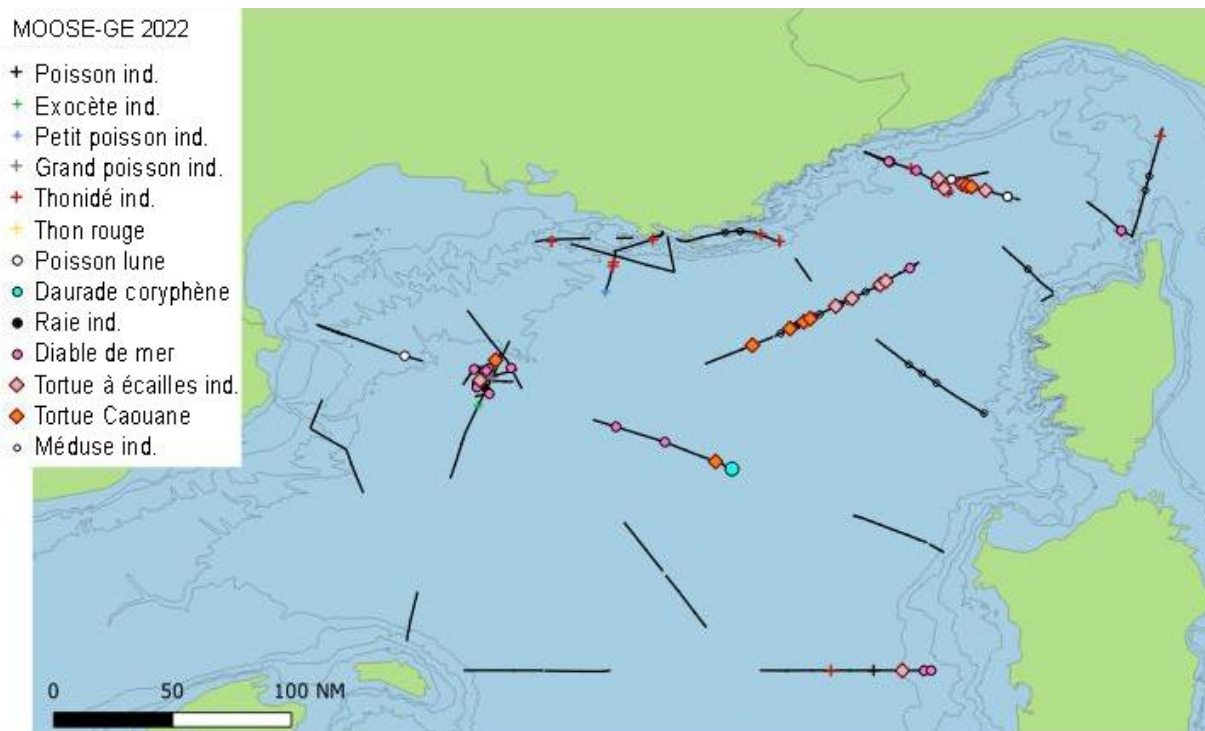 MOOSE-GE 2022
Poisson ind.
Exocète ind.
Petit poisson ind.
Grand poisson ind.
Thonidé ind.
Thon rouge
Poisson lune
Daurade coryphène
Raie ind.
Diable de mer
Tortue à écailles ind.
Tortue Caouane
Méduse ind.
0 50 100 NM